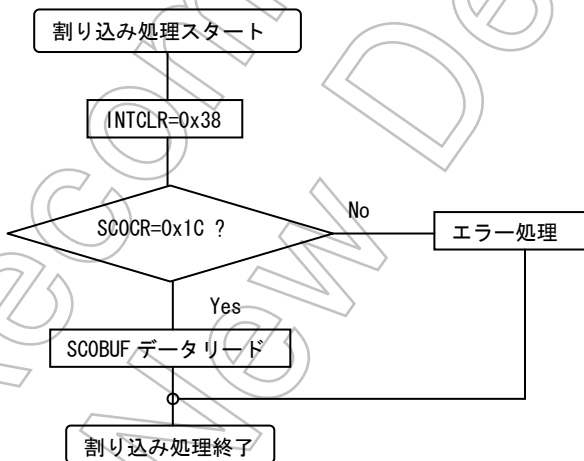 割り込み処理スタート
INTCLR=0x38
SC0CR=0x1C ?
No
エラー処理
Yes
SC0BUF データリード
割り込み処理終了